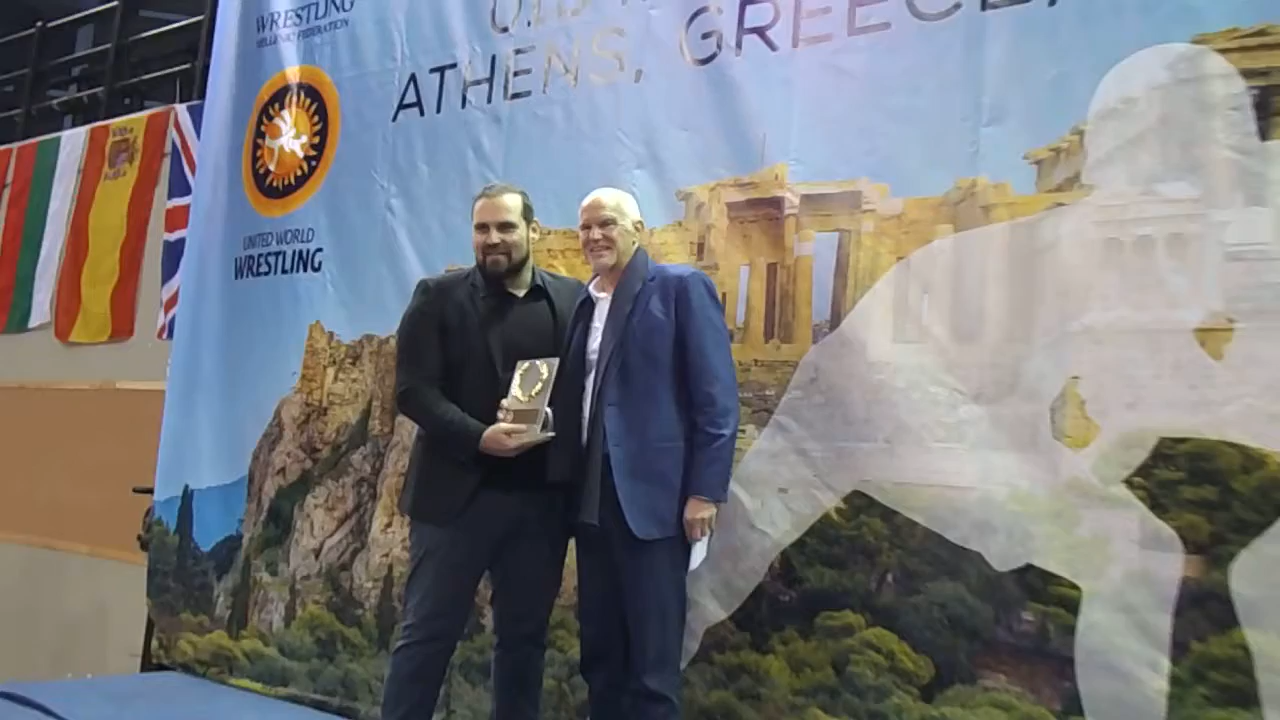 WRESTLING
HELLENIC FEDERATION
ATHENS, GREECE
UNITED WORLD
WRESTLING